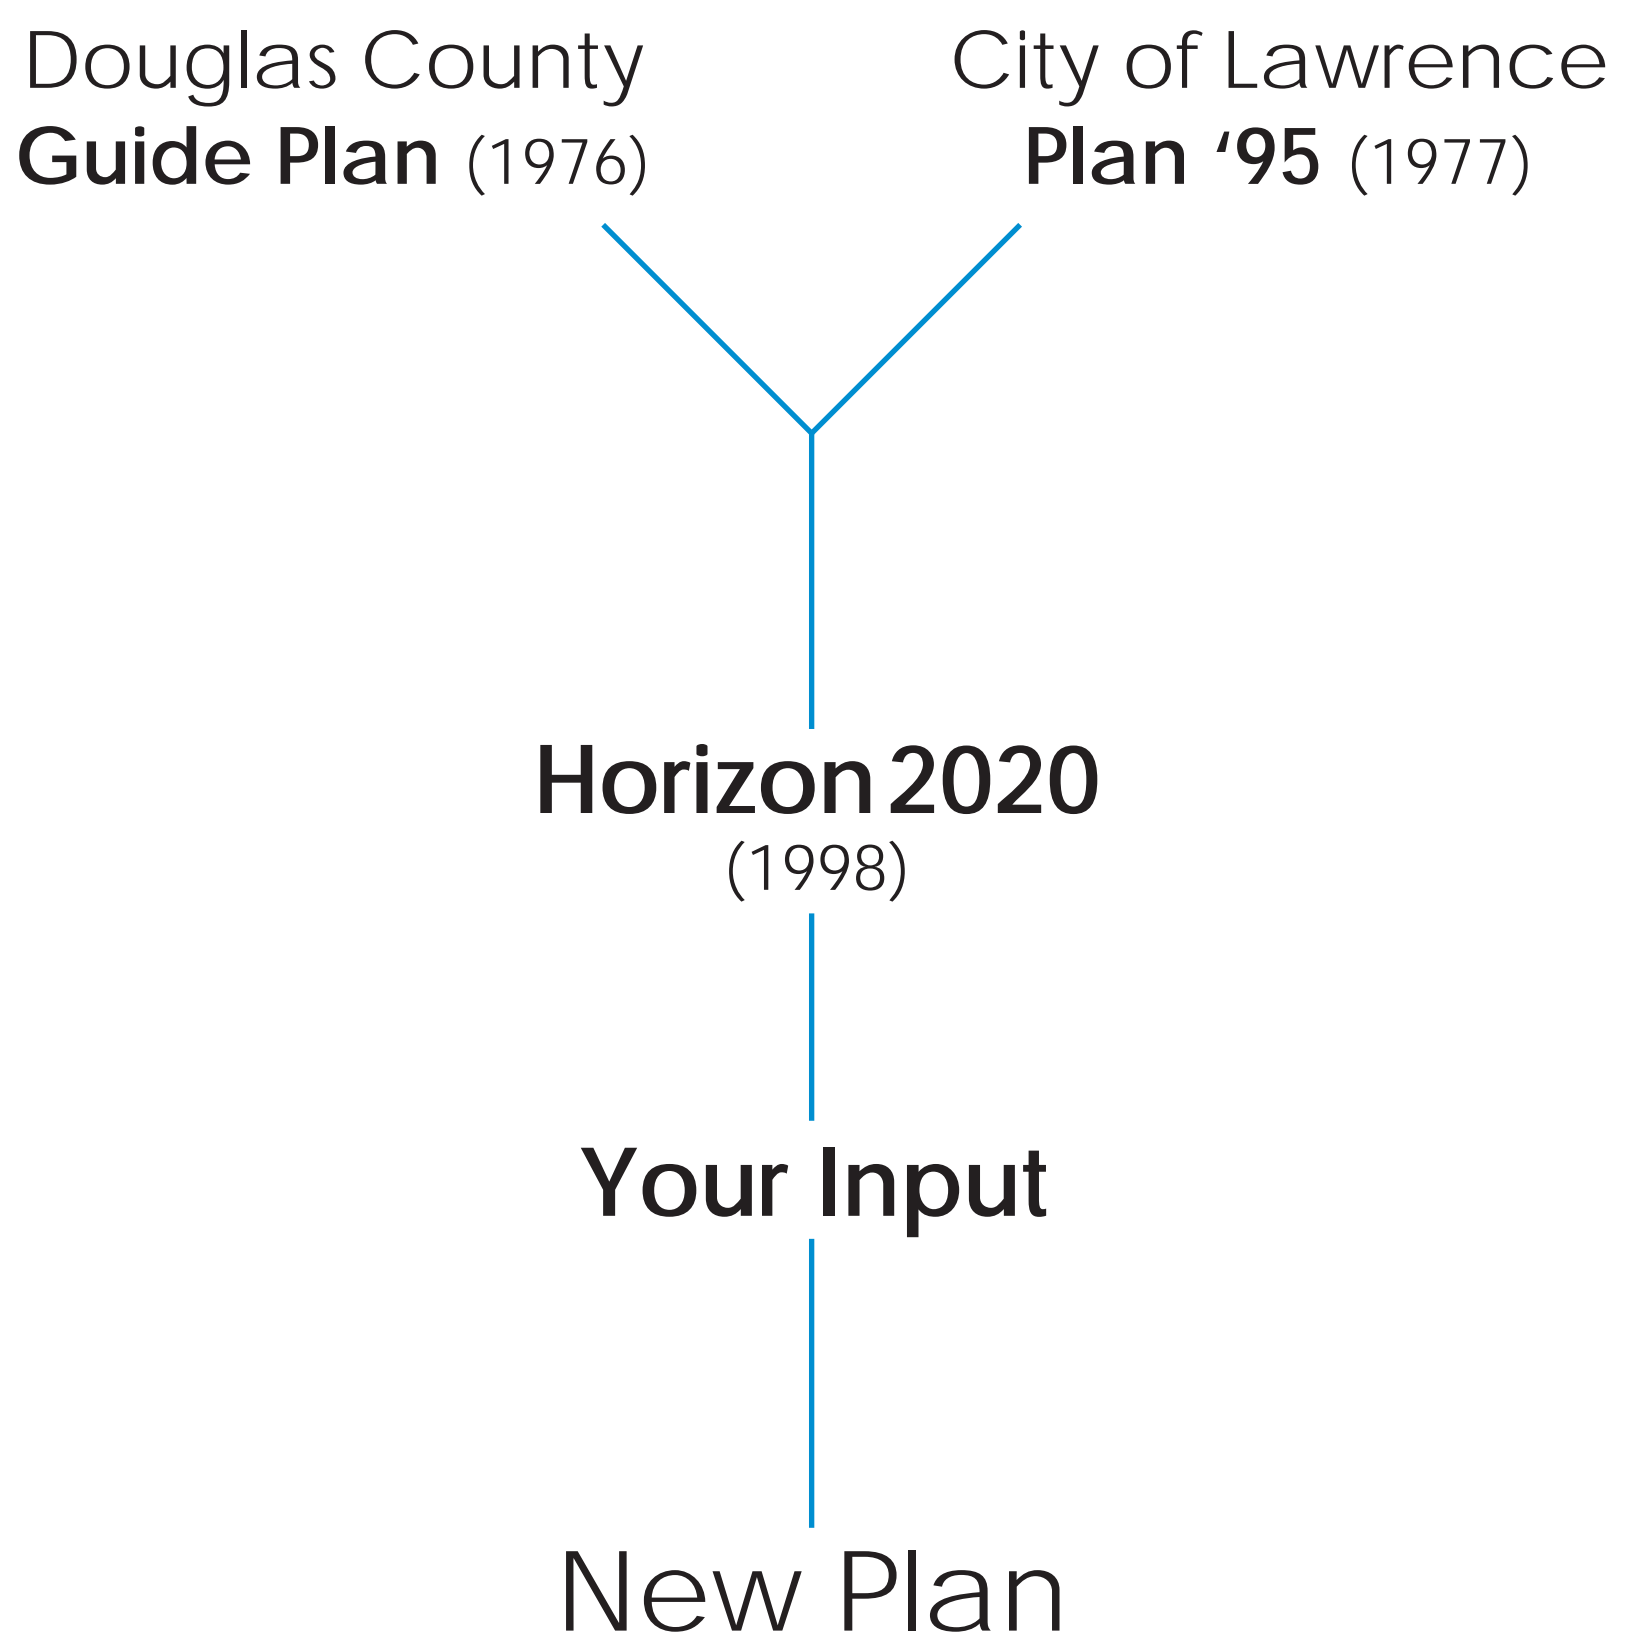 Douglas County
Guide Plan (1976)
City of Lawrence
Plan ‘95 (1977)
Horizon 2020
(1998)
Your Input
New Plan